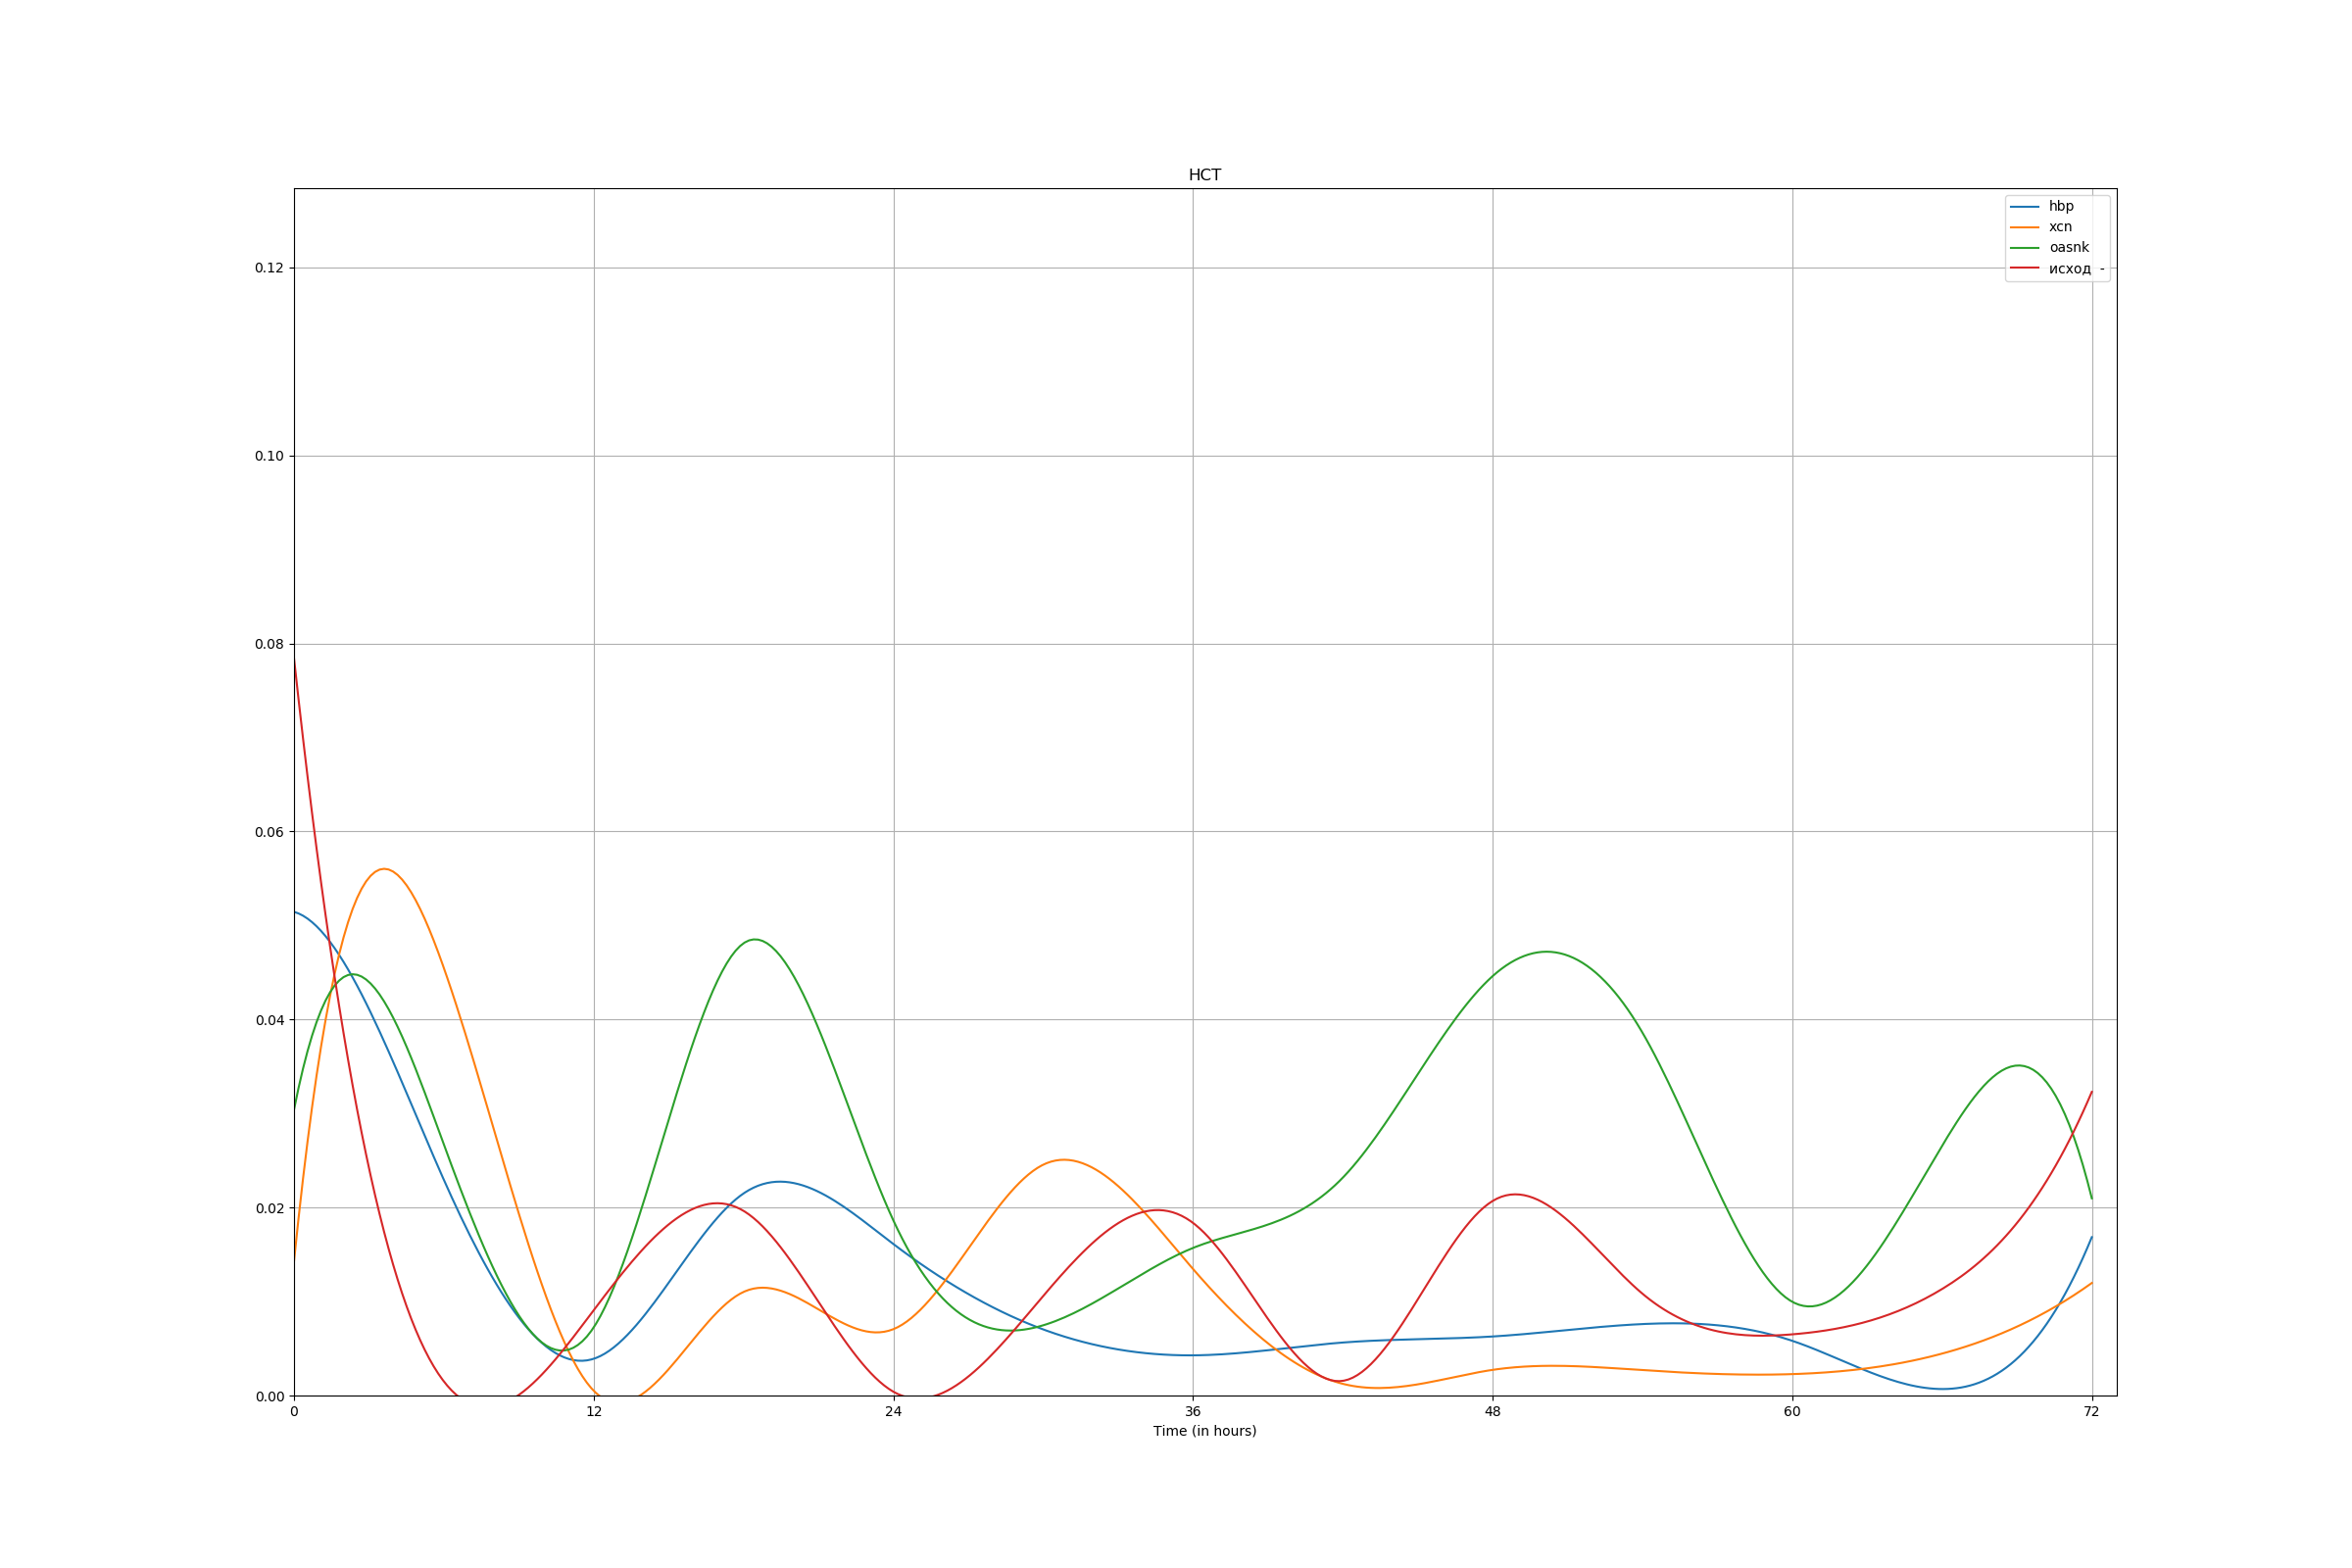 HCT
hbp
xcn
oasnk
исход -
0.12
0.10
0.08
0.06
0.04
0.02
0.00
0 12 24 36 48 60 72
Time (in hours)